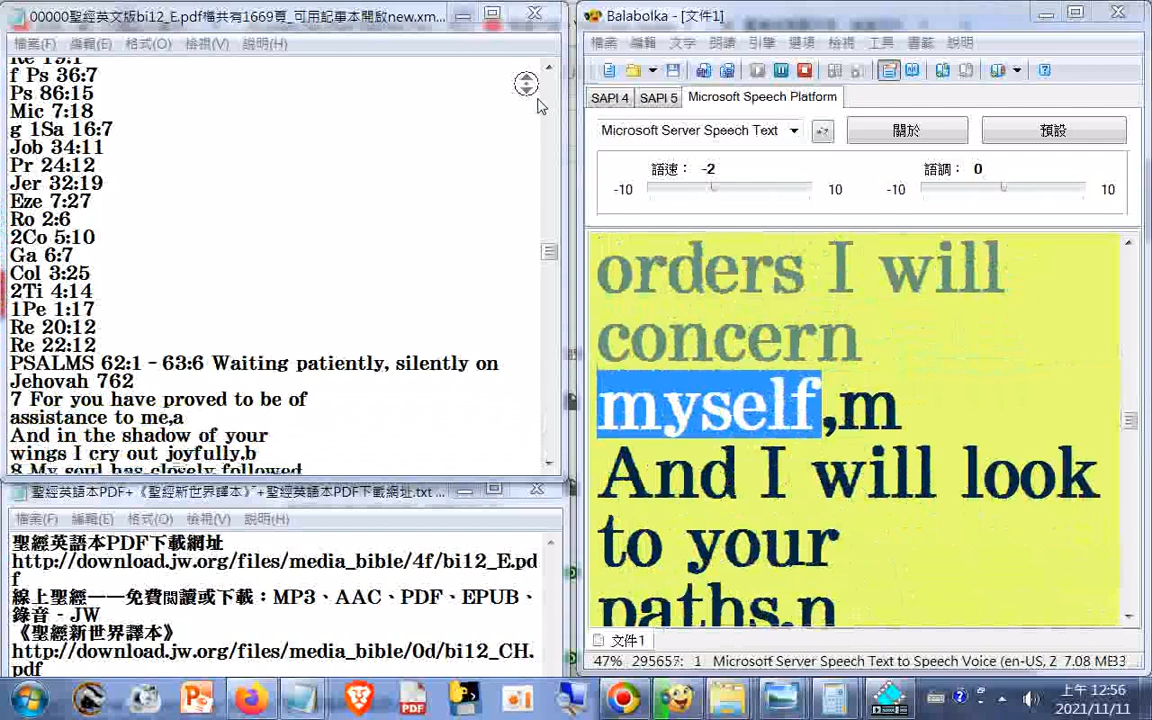 00000聖經英文版bi12_E.pdf檔共有1669頁_可用記事本開啟new.xm...
檔案(F) 編輯(E) 格式(O) 檢視(V) 說明(H)
Re 19:1
f Ps 36:7
Ps 86:15
Mic 7:18
g 1Sa 16:7
Job 34:11
Pr 24:12
Jer 32:19
Eze 7:27
Ro 2:6
2Co 5:10
Ga 6:7
Col 3:25
2Ti 4:14
1Pe 1:17
Re 20:12
Re 22:12
PSALMS 62:1–63:6 Waiting patiently, silently on
Jehovah 762
7 For you have proved to be of
assistance to me,a
And in the shadow of your
wings I cry out joyfully.b
8 My soul has closely followed
聖經英語本PDF+《聖經新世界譯本》"+聖經英語本PDF下載網址.txt ...
檔案(F) 編輯(E) 格式(O) 檢視(V) 說明(H)
聖經英語本PDF下載網址
http://download.jw.org/files/media_bible/4f/bi12_E.pd
f
線上聖經——免費閱讀或下載：MP3、AAC、PDF、EPUB、
錄音 - JW
《聖經新世界譯本》
http://download.jw.org/files/media_bible/0d/bi12_CH.
pdf
Balabolka - [文件1]
檔案 編輯 文字 朗讀 引擎 選項 檢視 工具 書籤 說明
SAPI 4 SAPI 5 Microsoft Speech Platform
Microsoft Server Speech Text 關於 預設
語速： -2 語調： 0
-10 10 -10 10
orders I will
concern
myself,m
And I will look
to your
paths.n
文件1
47% 295657: 1 Microsoft Server Speech Text to Speech Voice (en-US, Z 7.08 MB
上午 12:56
2021/11/11